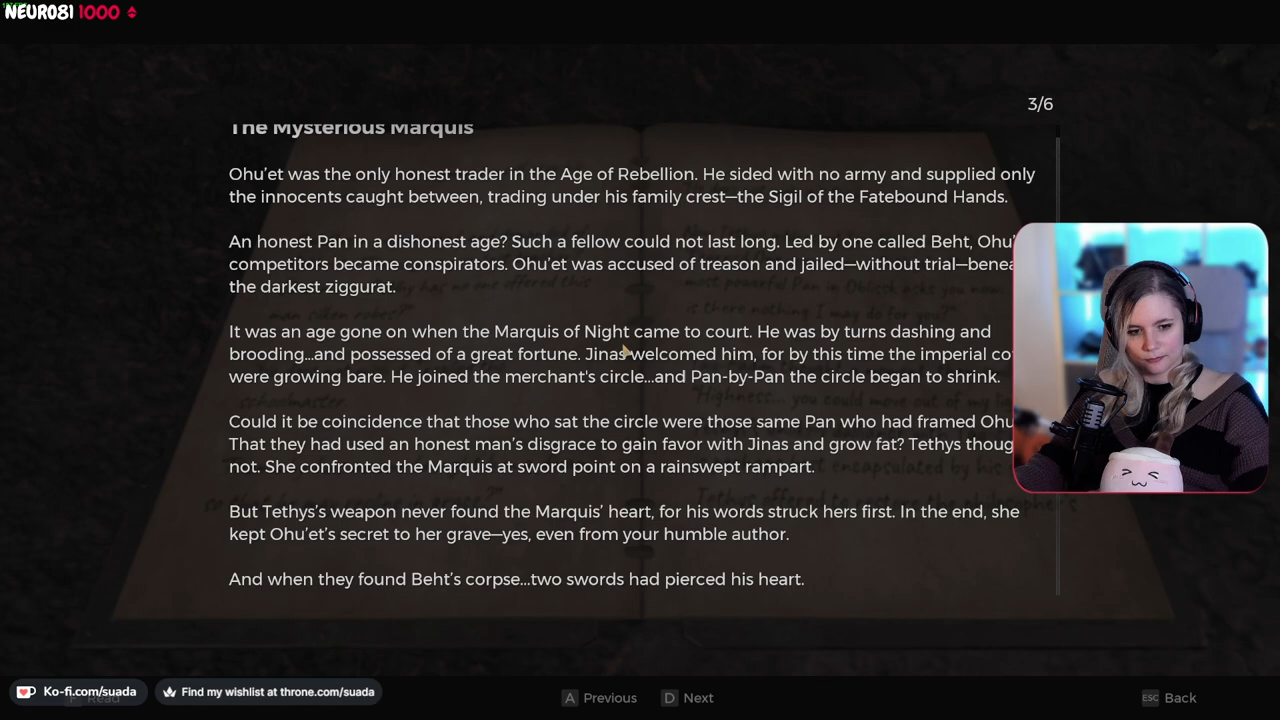 NEURO81 1000
3/6
The Mysterious Marquis
Ohu'et was the only honest trader in the Age of Rebellion. He sided with no army and supplied only
the innocents caught between, trading under his family crest—the Sigil of the Fatebound Hands.
An honest Pan in a dishonest age? Such a fellow could not last long. Led by one called Beht, Ohu'
competitors became conspirators. Ohu'et was accused of treason and jailed—without trial—benea
the darkest ziggurat.
It was an age gone on when the Marquis of Night came to court. He was by turns dashing and
brooding...and possessed of a great fortune. Jinas welcomed him, for by this time the imperial co
were growing bare. He joined the merchant's circle...and Pan-by-Pan the circle began to shrink.
Could it be coincidence that those who sat the circle were those same Pan who had framed Ohu
That they had used an honest man's disgrace to gain favor with Jinas and grow fat? Tethys thoug
not. She confronted the Marquis at sword point on a rainswept rampart.
But Tethys's weapon never found the Marquis' heart, for his words struck hers first. In the end, she
kept Ohu'et's secret to her grave—yes, even from your humble author.
And when they found Beht's corpse...two swords had pierced his heart.
Ko-fi.com/suada
Find my wishlist at throne.com/suada
Read
A Previous
D Next
ESC Back